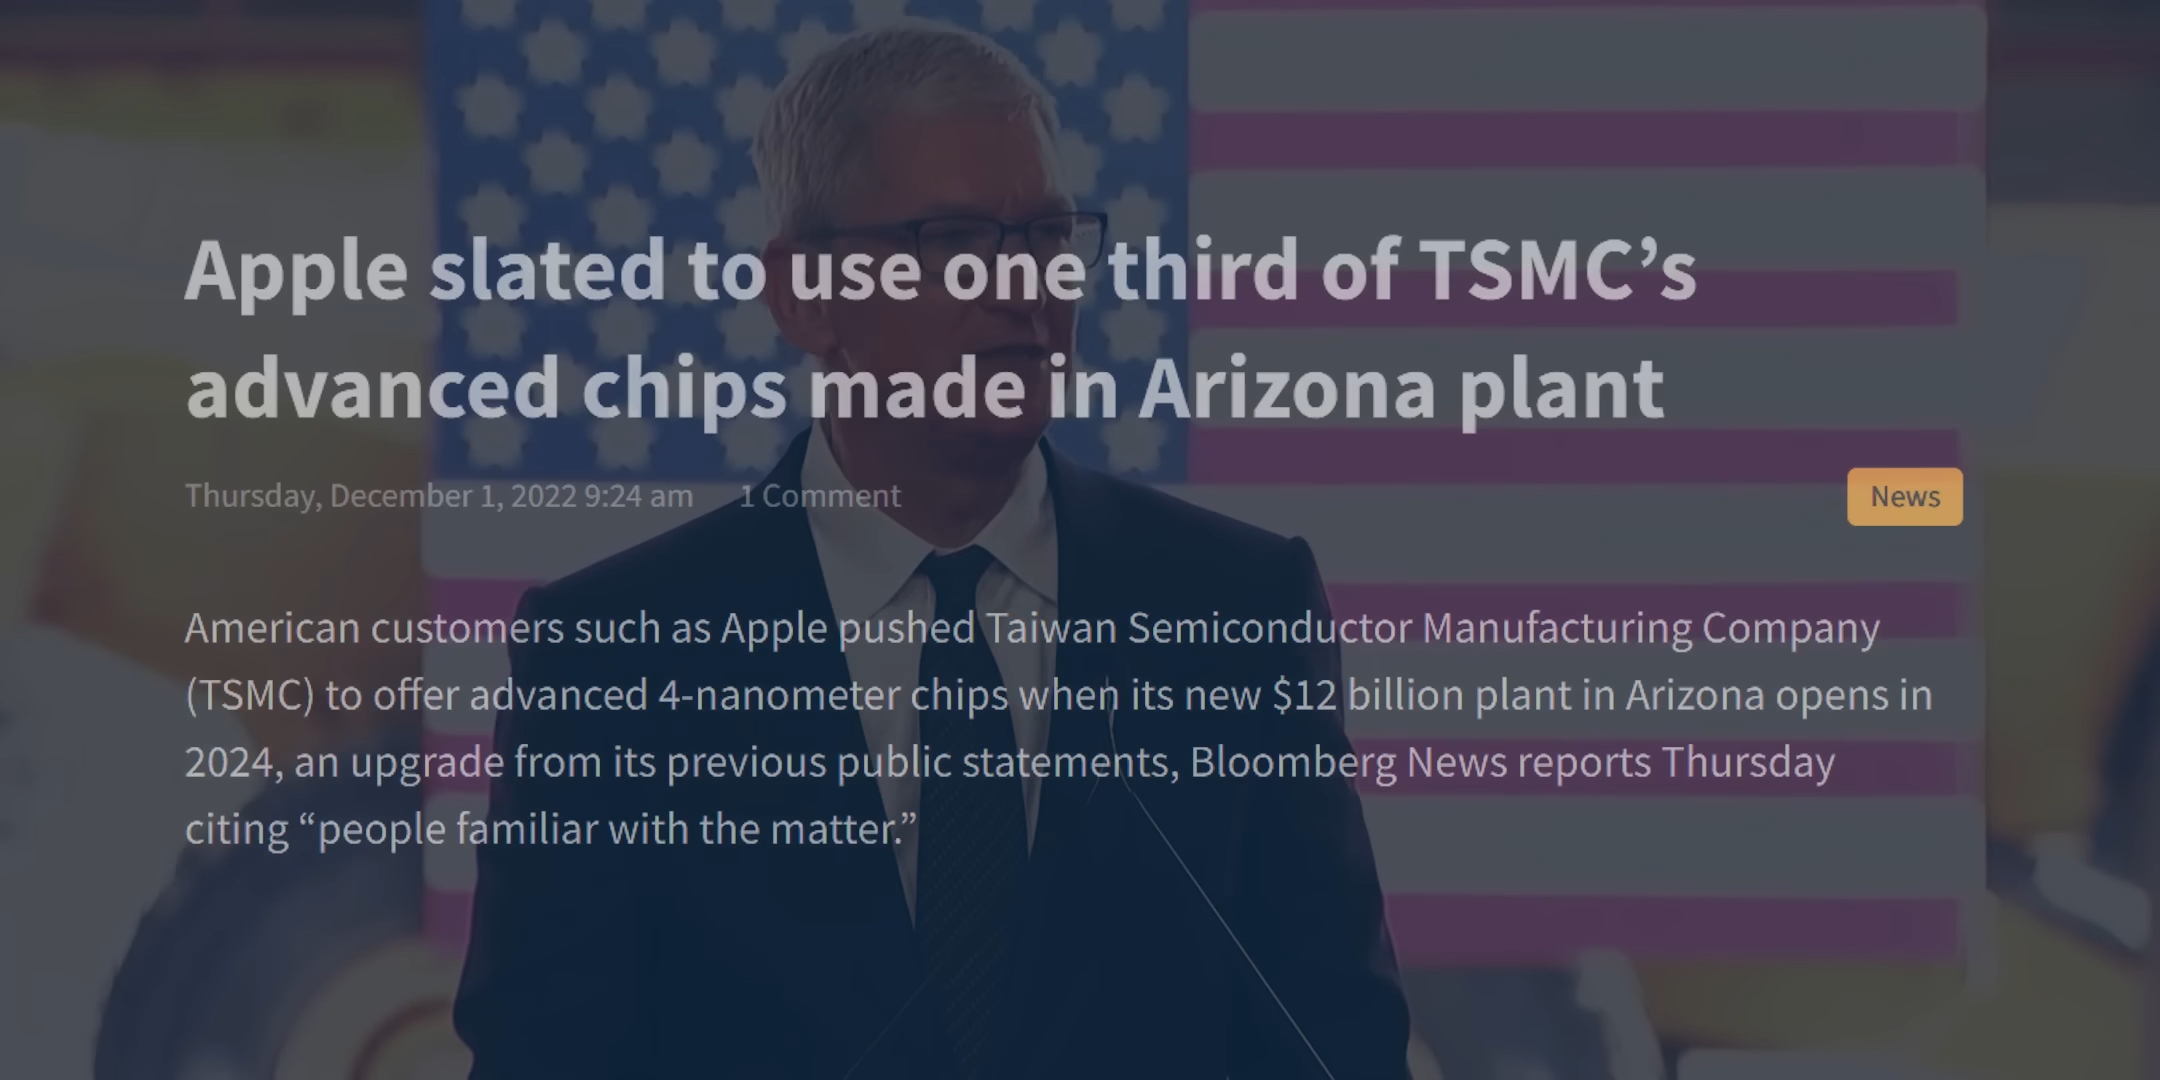 Apple slated to use one third of TSMC’s
advanced chips made in Arizona plant
Thursday, December 1, 2022 9:24 am 1 Comment
News
American customers such as Apple pushed Taiwan Semiconductor Manufacturing Company
(TSMC) to offer advanced 4-nanometer chips when its new $12 billion plant in Arizona opens in
2024, an upgrade from its previous public statements, Bloomberg News reports Thursday
citing “people familiar with the matter.”